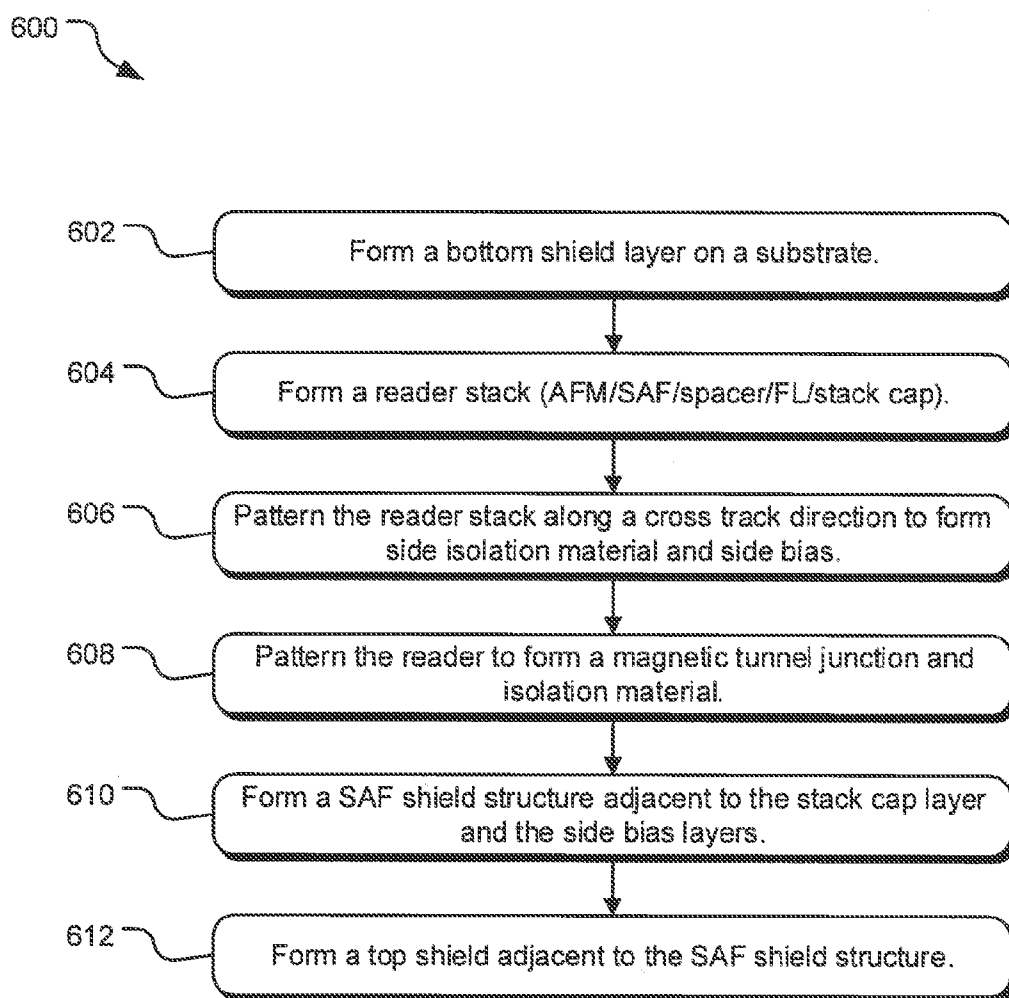 600
602
Form a bottom shield layer on a substrate.
604
Form a reader stack (AFM/SAF/spacer/FL/stack cap).
606
Pattern the reader stack along a cross track direction to form
side isolation material and side bias.
608
Pattern the reader to form a magnetic tunnel junction and
isolation material.
610
Form a SAF shield structure adjacent to the stack cap layer
and the side bias layers.
612
Form a top shield adjacent to the SAF shield structure.